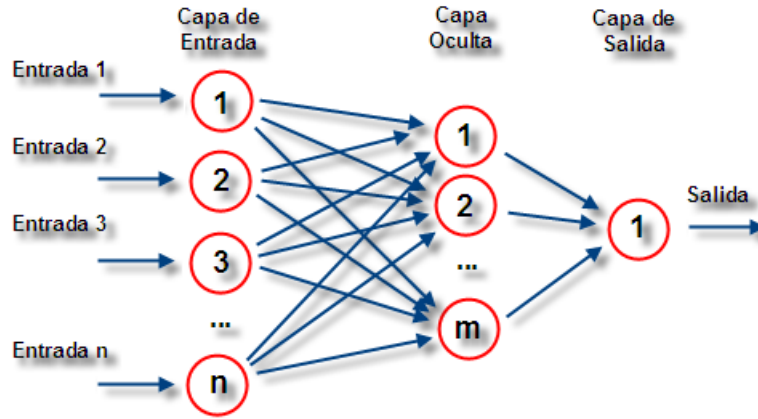 Capa de
Entrada
Capa
Oculta
Capa de
Salida
Entrada 1
1
Entrada 2
2
Entrada 3
3
...
Entrada n
n
1
2
...
m
1
Salida